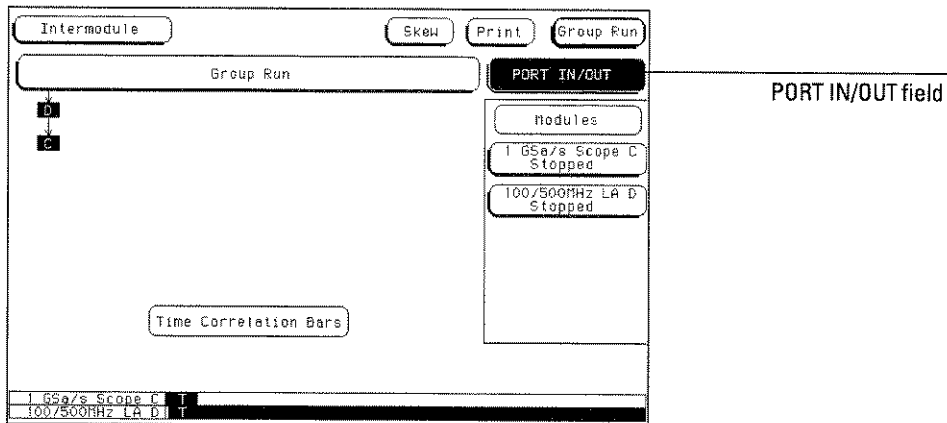 Intermodule
Skew
Print
Group Run
Group Run
PORT IN/OUT
PORT IN/OUT field
D
C
Modules
1 GSa/s Scope C
Stopped
100/500MHz LA D
Stopped
Time Correlation Bars
1 GSa/s Scope C T
100/500MHz LA D T